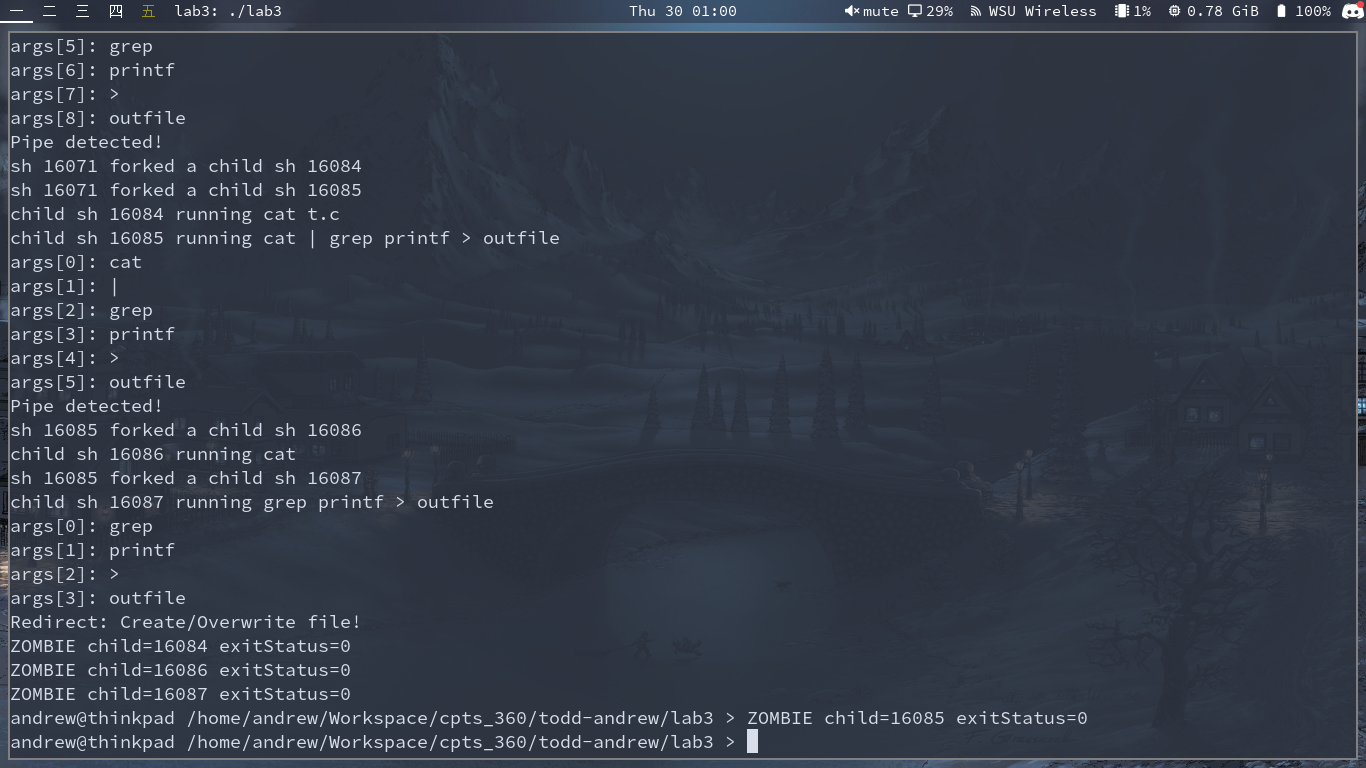 一 二 三 四 五 lab3: ./lab3 Thu 30 01:00 mute 29% WSU Wireless 1% 0.78 GiB 100%
args[5]: grep
args[6]: printf
args[7]: >
args[8]: outfile
Pipe detected!
sh 16071 forked a child sh 16084
sh 16071 forked a child sh 16085
child sh 16084 running cat t.c
child sh 16085 running cat | grep printf > outfile
args[0]: cat
args[1]: |
args[2]: grep
args[3]: printf
args[4]: >
args[5]: outfile
Pipe detected!
sh 16085 forked a child sh 16086
child sh 16086 running cat
sh 16085 forked a child sh 16087
child sh 16087 running grep printf > outfile
args[0]: grep
args[1]: printf
args[2]: >
args[3]: outfile
Redirect: Create/Overwrite file!
ZOMBIE child=16084 exitStatus=0
ZOMBIE child=16086 exitStatus=0
ZOMBIE child=16087 exitStatus=0
andrew@thinkpad /home/andrew/Workspace/cpts_360/todd-andrew/lab3 > ZOMBIE child=16085 exitStatus=0
andrew@thinkpad /home/andrew/Workspace/cpts_360/todd-andrew/lab3 >